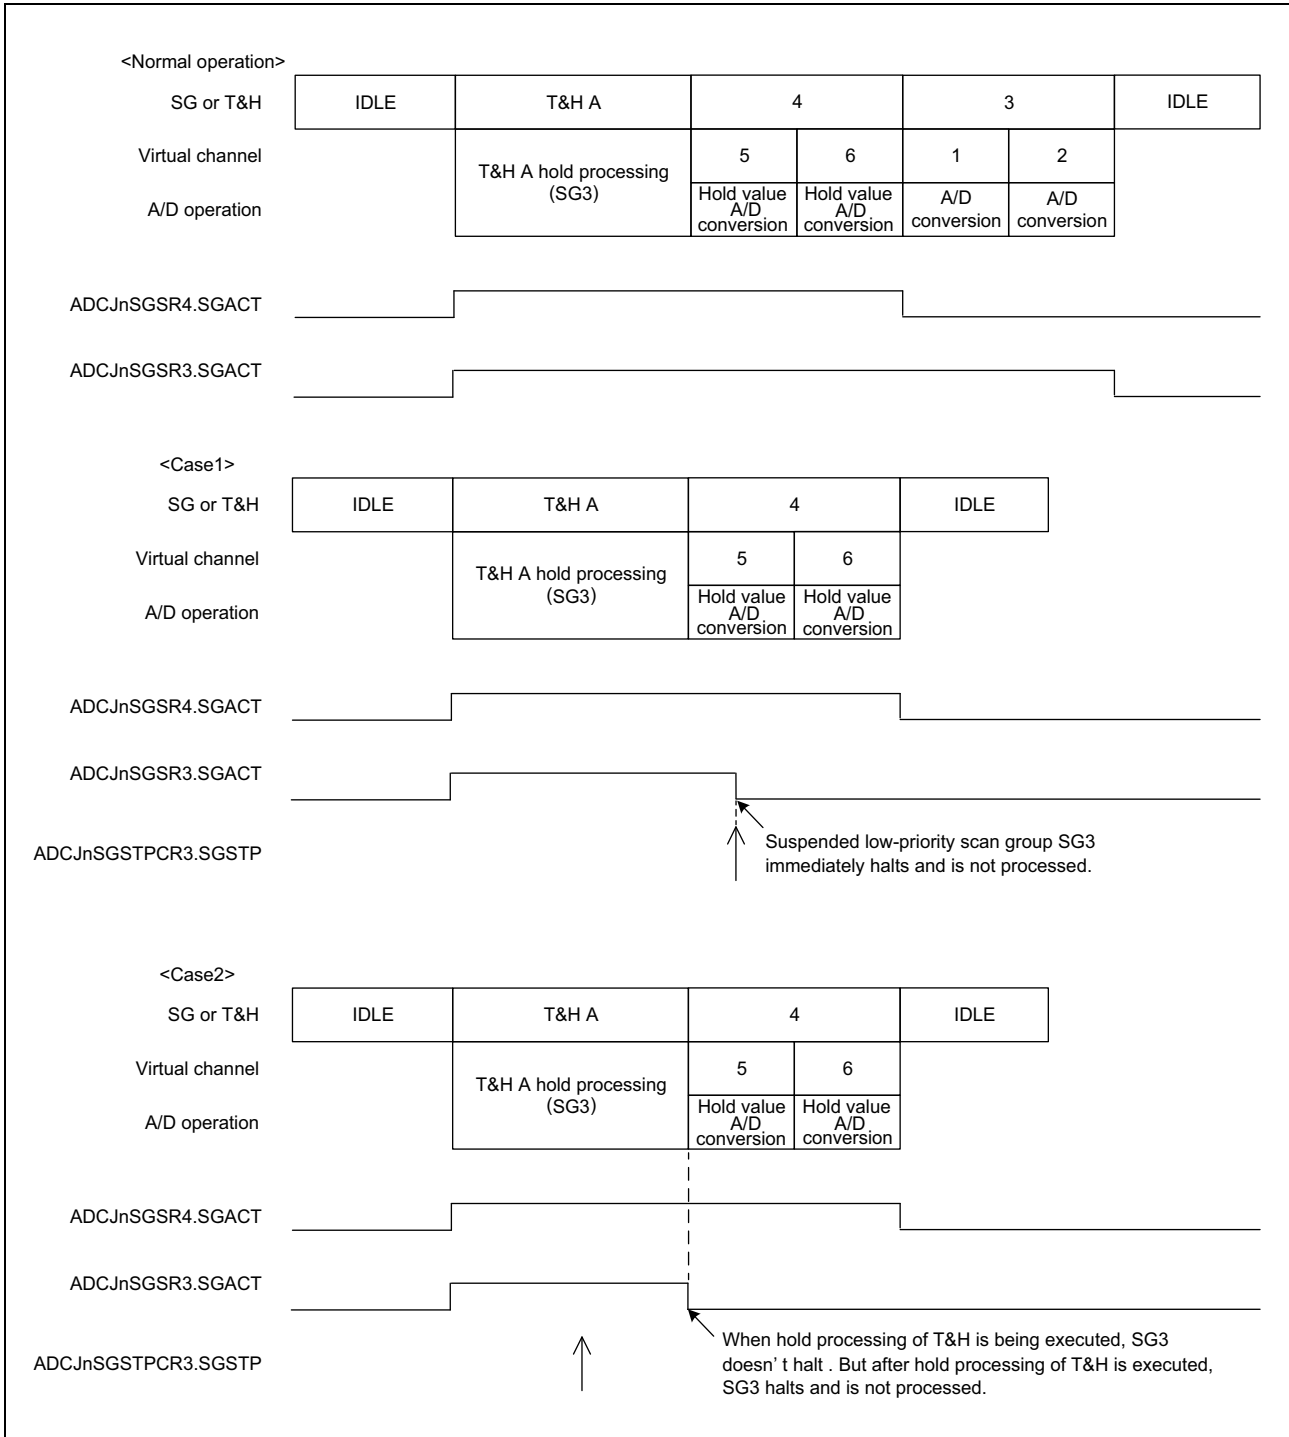 <Normal operation>
SG or T&H
IDLE
T&H A
4
3
IDLE
Virtual channel
T&H A hold processing
(SG3)
5
6
1
2
A/D operation
Hold value
A/D
conversion
Hold value
A/D
conversion
A/D
conversion
A/D
conversion
ADCJnSGSR4.SGACT
ADCJnSGSR3.SGACT
<Case1>
SG or T&H
IDLE
T&H A
4
IDLE
Virtual channel
T&H A hold processing
(SG3)
5
6
A/D operation
Hold value
A/D
conversion
Hold value
A/D
conversion
ADCJnSGSR4.SGACT
ADCJnSGSR3.SGACT
ADCJnSGSTPCR3.SGSTP
Suspended low-priority scan group SG3
immediately halts and is not processed.
<Case2>
SG or T&H
IDLE
T&H A
4
IDLE
Virtual channel
T&H A hold processing
(SG3)
5
6
A/D operation
Hold value
A/D
conversion
Hold value
A/D
conversion
ADCJnSGSR4.SGACT
ADCJnSGSR3.SGACT
ADCJnSGSTPCR3.SGSTP
When hold processing of T&H is being executed, SG3
doesn' t halt . But after hold processing of T&H is executed,
SG3 halts and is not processed.